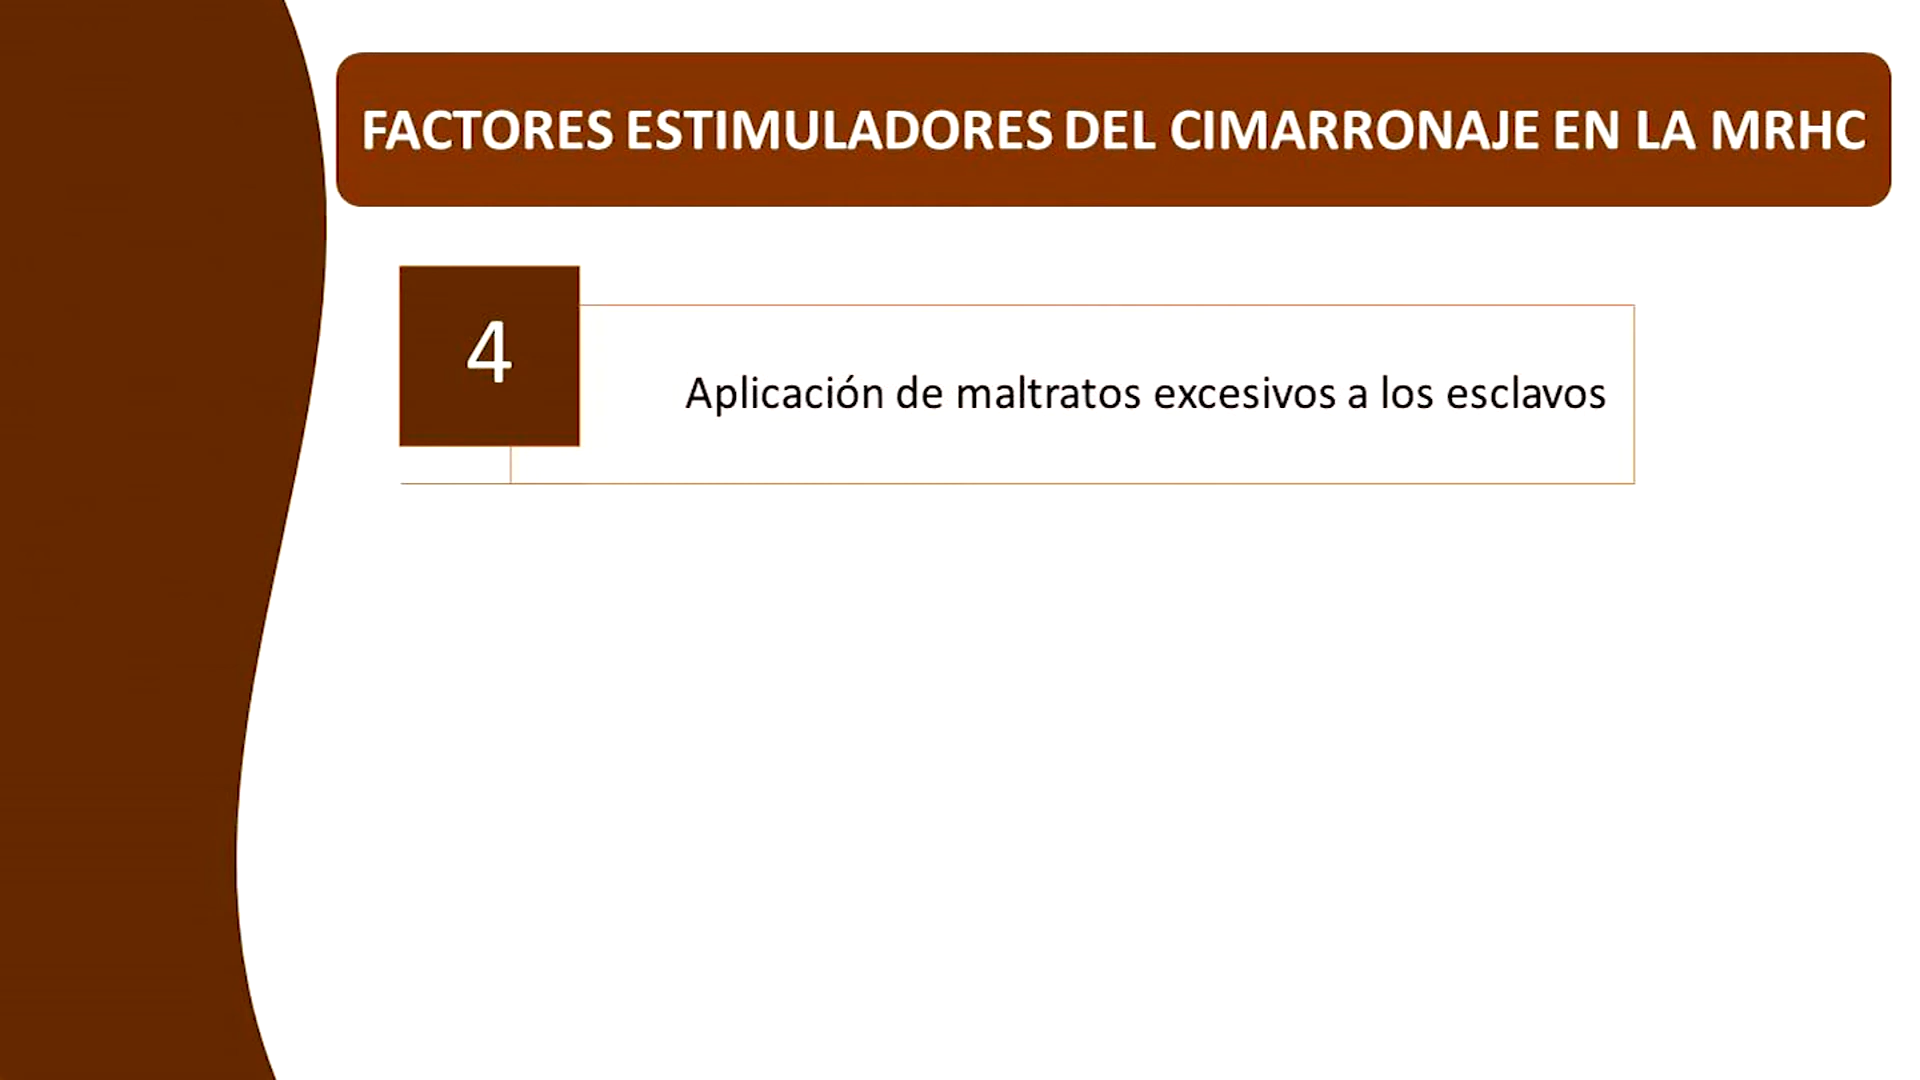 FACTORES ESTIMULADORES DEL CIMARRONAJE EN LA MRHC
4
Aplicación de maltratos excesivos a los esclavos